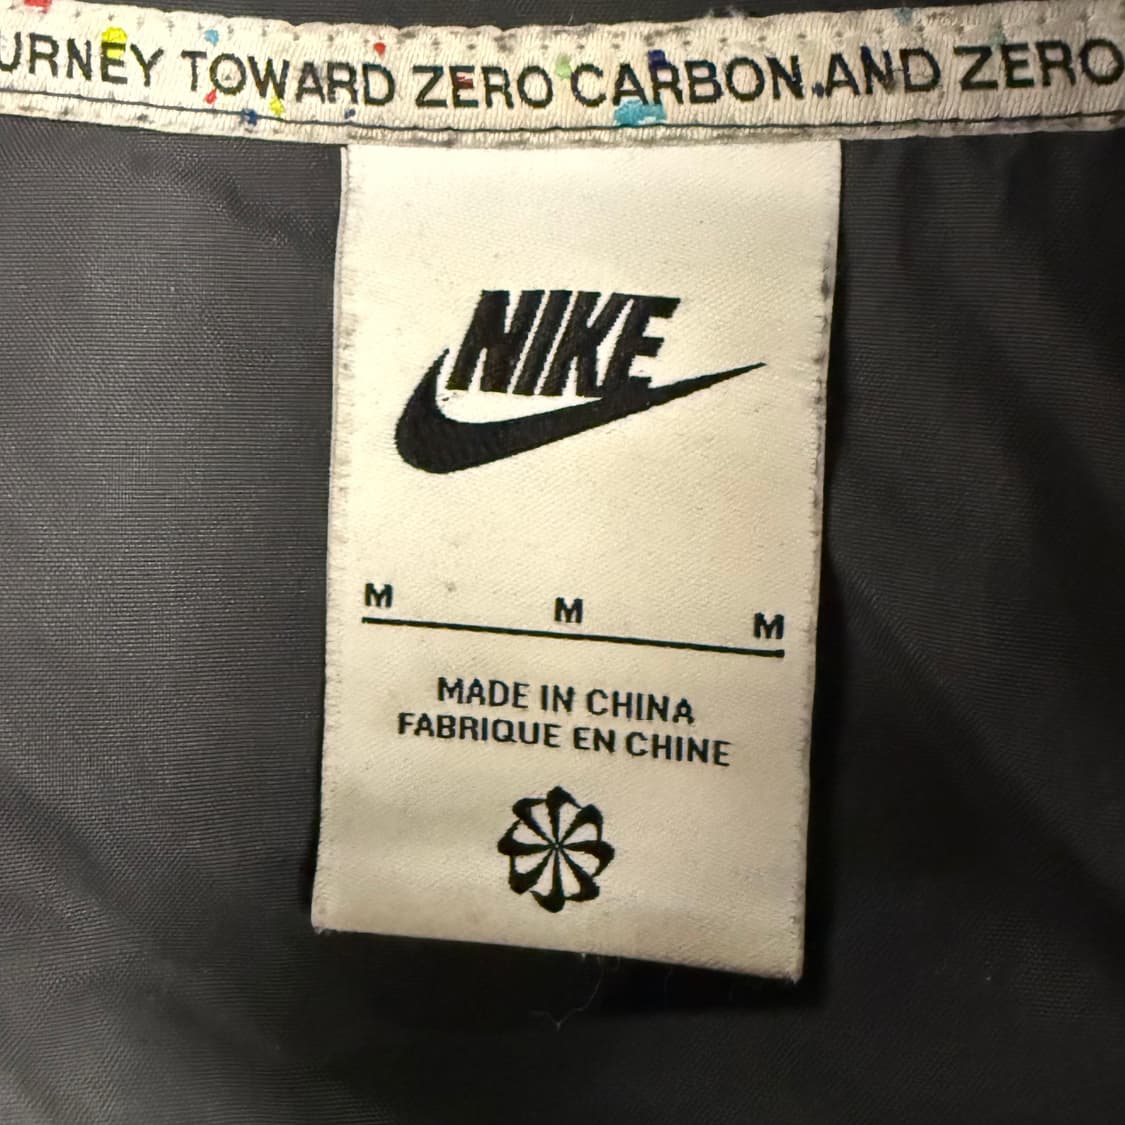 URNEY TOWARD ZERO CARBON AND ZERO
NIKE
M M M
MADE IN CHINA
FABRIQUE EN CHINE